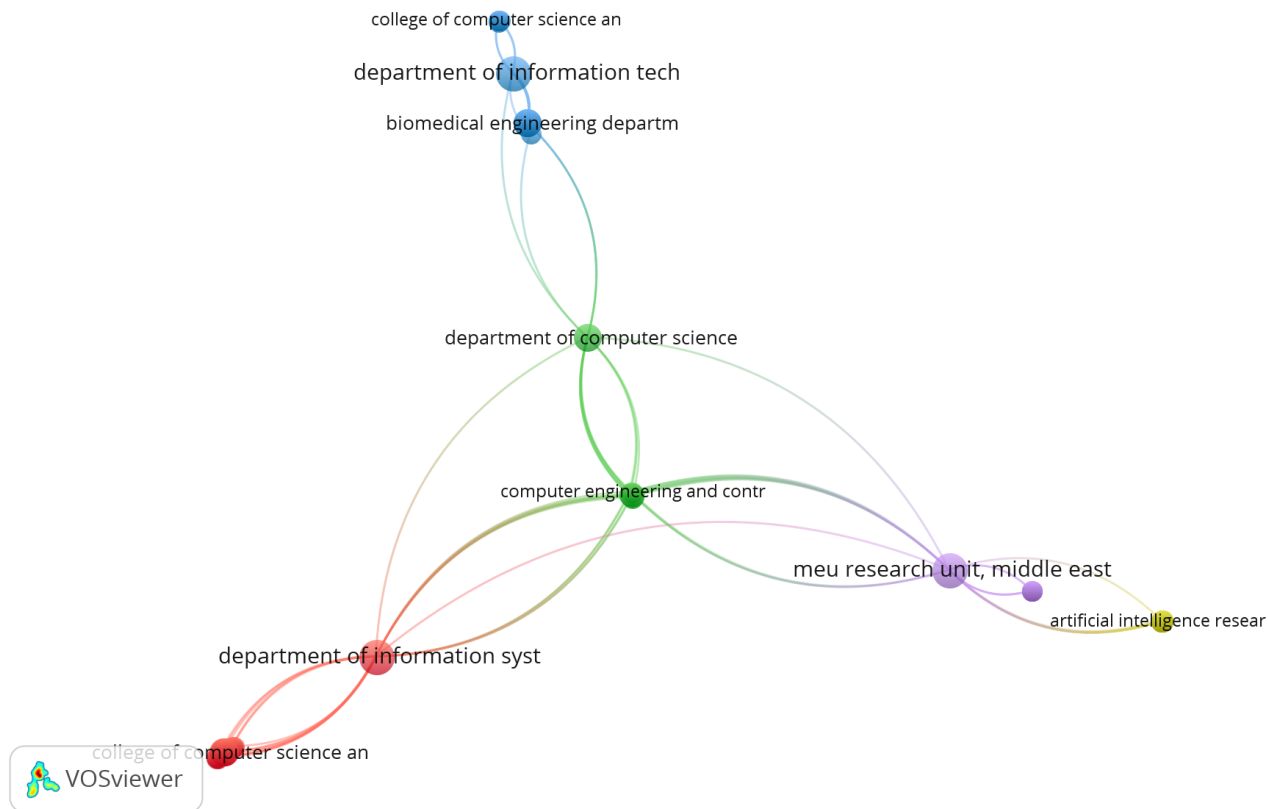 college of computer science an
department of information tech
biomedical engineering departm
department of computer science
computer engineering and contr
meu research unit, middle east
artificial intelligence resear
department of information syst
college of computer science an
VOSviewer